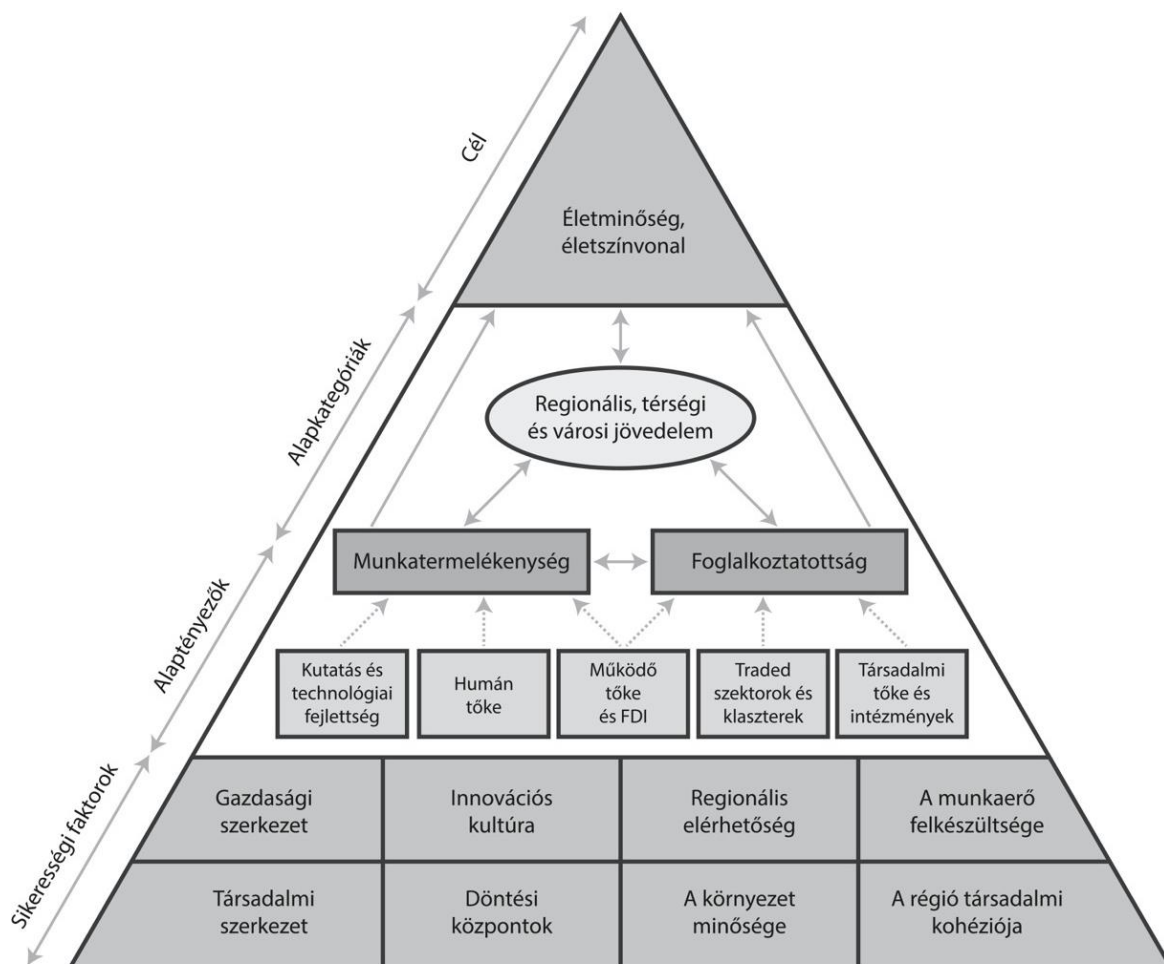 Cél
Életminőség,
életszínvonal
Alapkategóriák
Regionális, térségi
és városi jövedelem
Munkatermelékenység
Foglalkoztatottság
Alaptényezők
Kutatás és
technológiai
fejlettség
Humán
tőke
Működő
tőke
és FDI
Traded
szektorok és
klaszterek
Társadalmi
tőke és
intézmények
Sikerességi faktorok
Gazdasági
szerkezet
Innovációs
kultúra
Regionális
elérhetőség
A munkaerő
felkészültsége
Társadalmi
szerkezet
Döntési
központok
A környezet
minősége
A régió társadalmi
kohéziója